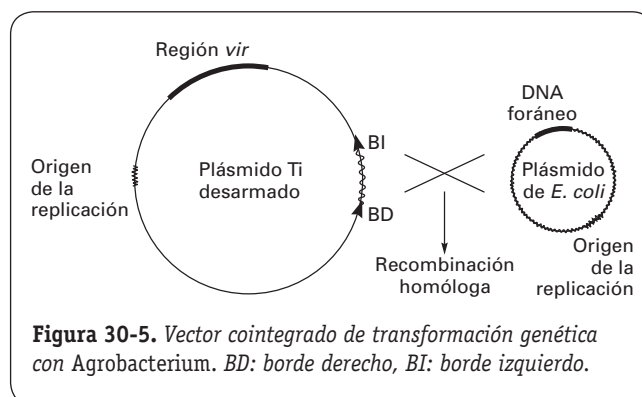 Región vir
DNA
foráneo
BI
Origen
de la
replicación
Plásmido Ti
desarmado
Plásmido
de E. coli
BD
Origen
de la
replicación
Recombinación
homóloga
Figura 30-5. Vector cointegrado de transformación genética
con Agrobacterium. BD: borde derecho, BI: borde izquierdo.